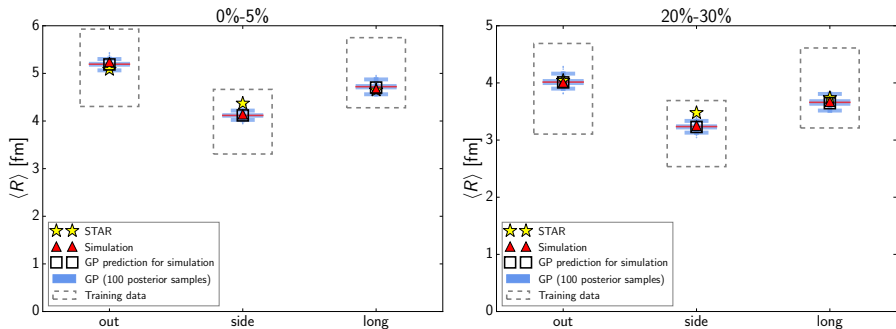 0%-5%
6
5
4
3
2
1
0
⟨R⟩ [fm]
STAR
Simulation
GP prediction for simulation
GP (100 posterior samples)
Training data
out side long
20%-30%
5
4
3
2
1
0
⟨R⟩ [fm]
STAR
Simulation
GP prediction for simulation
GP (100 posterior samples)
Training data
out side long